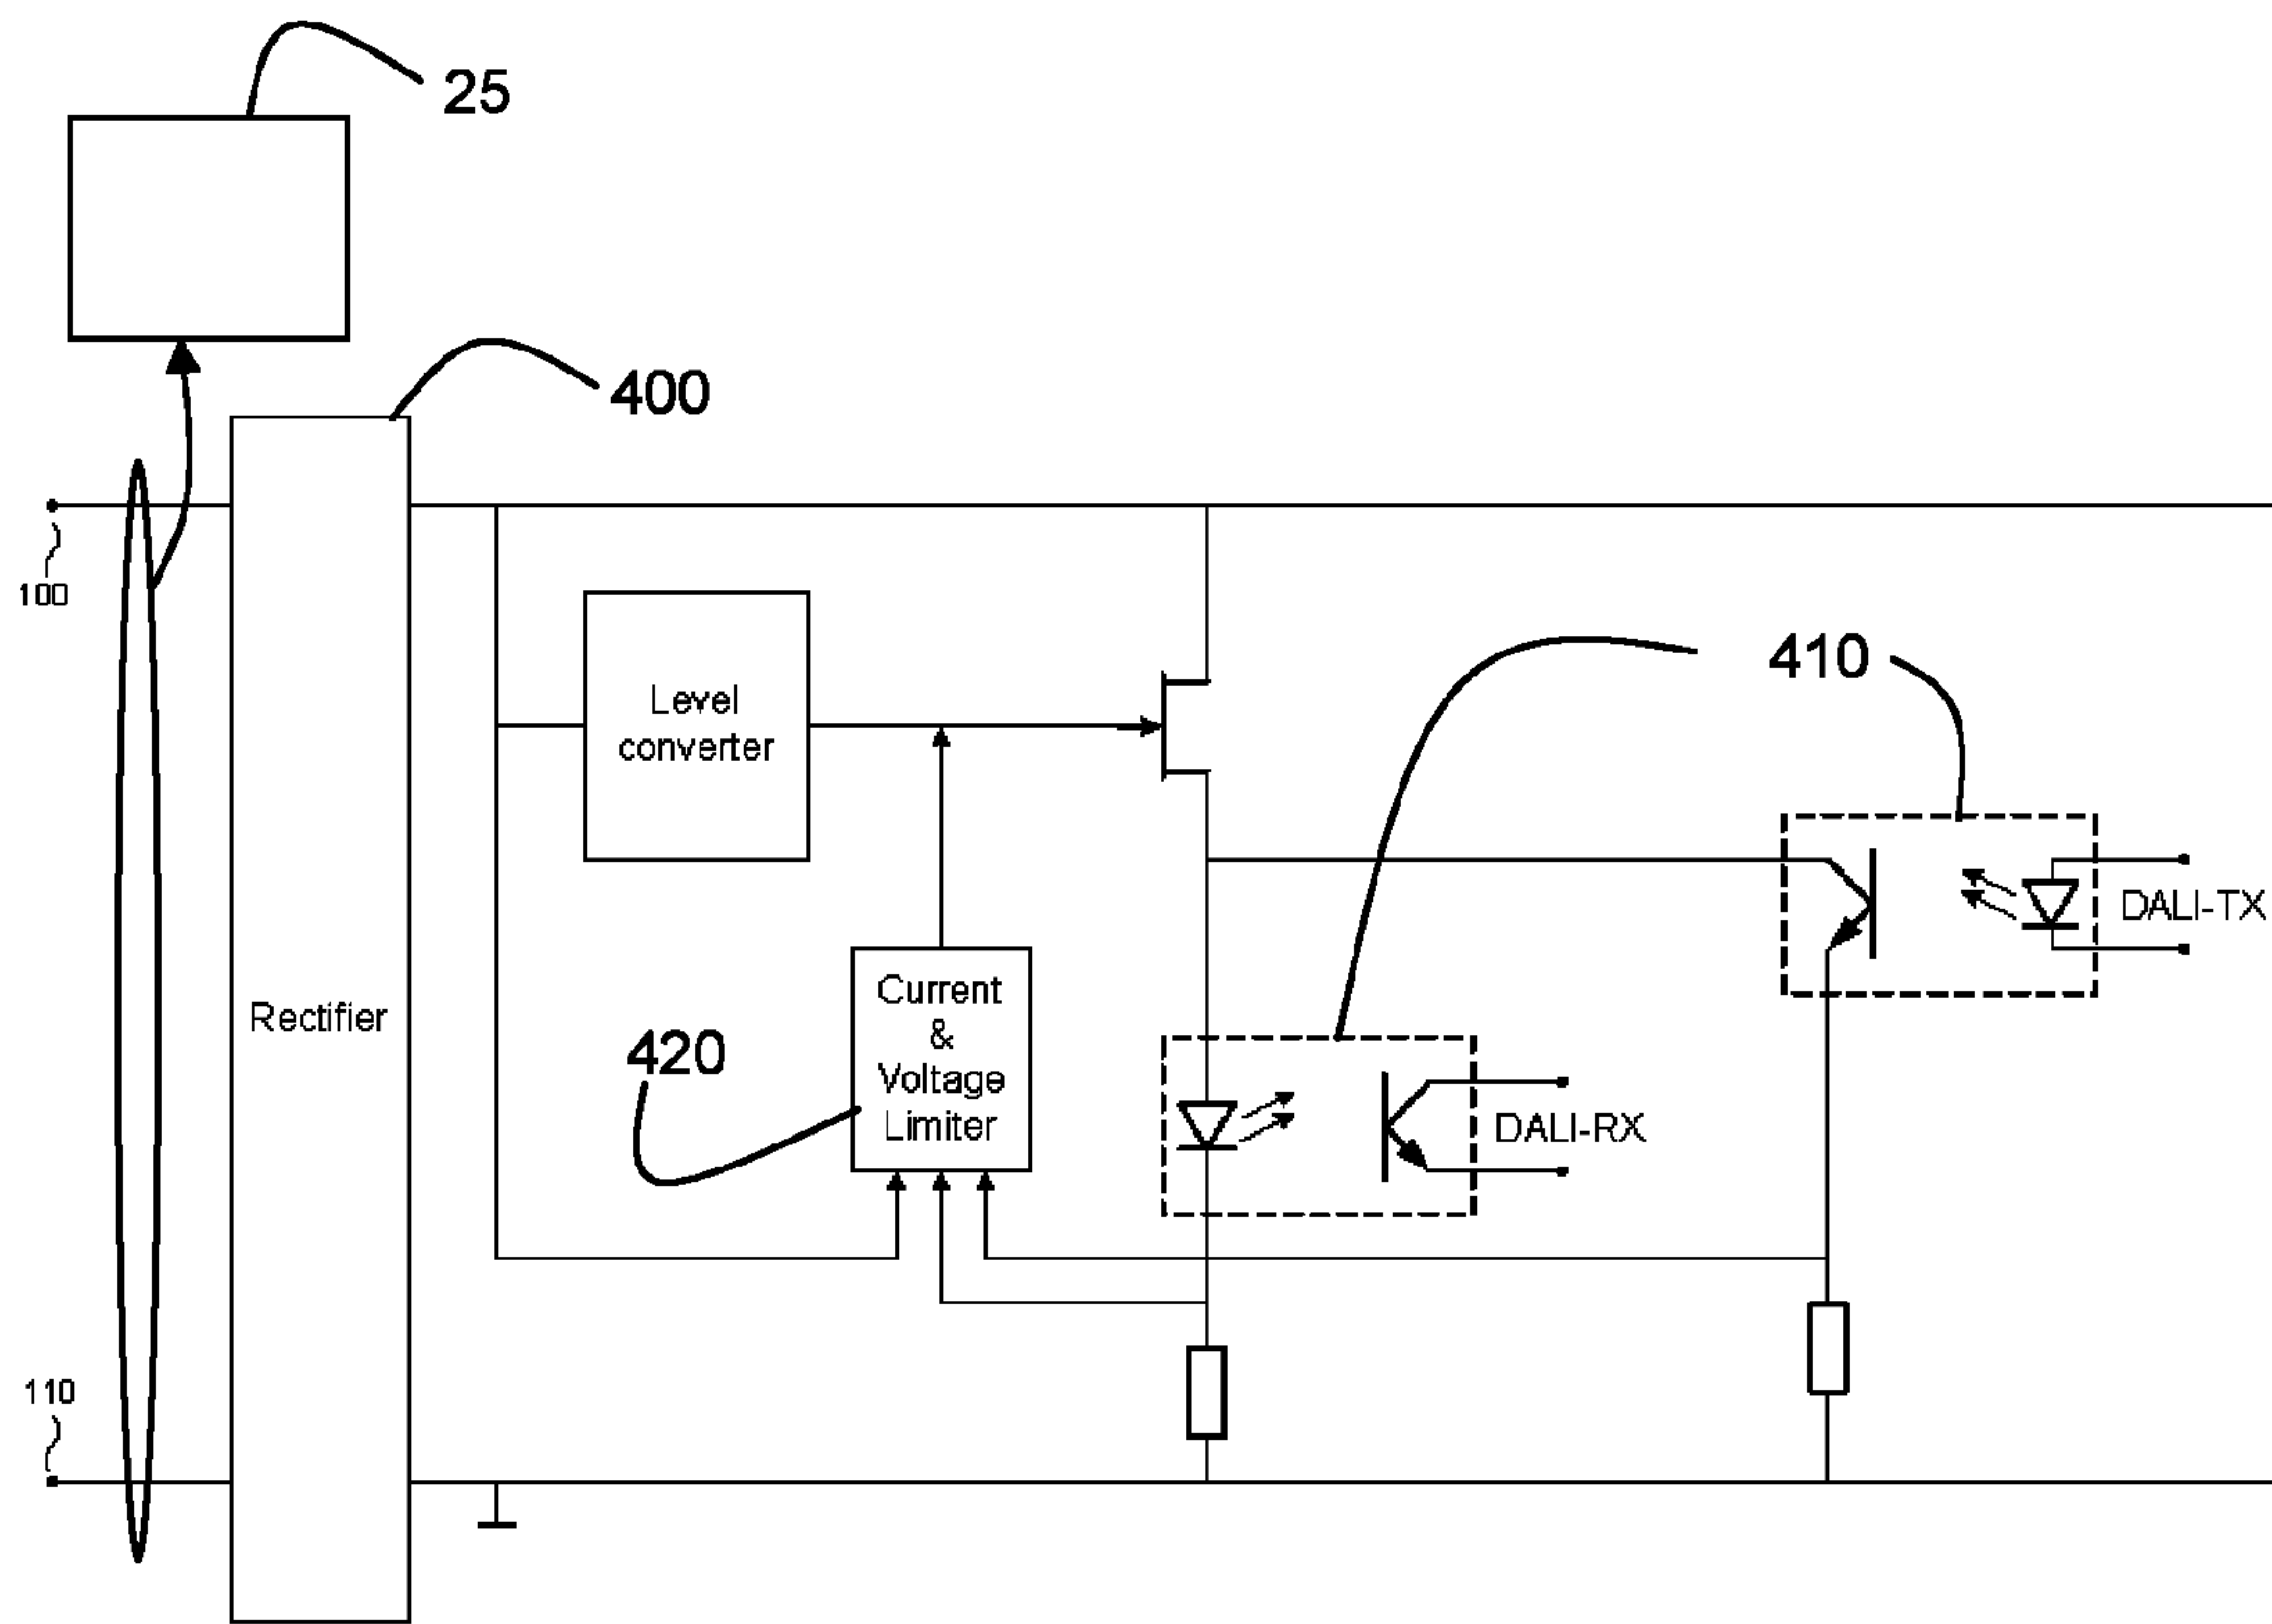 25
400
100
410
Level
converter
DALI-TX
Current
&
Voltage
Limiter
Rectifier
420
DALI-RX
110